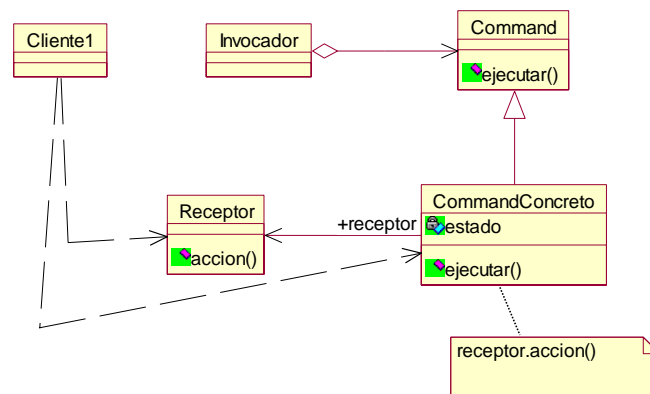 Cliente1
Invocador
Command
ejecutar()
Receptor
accion()
+receptor
CommandConcreto
estado
ejecutar()
receptor.accion()